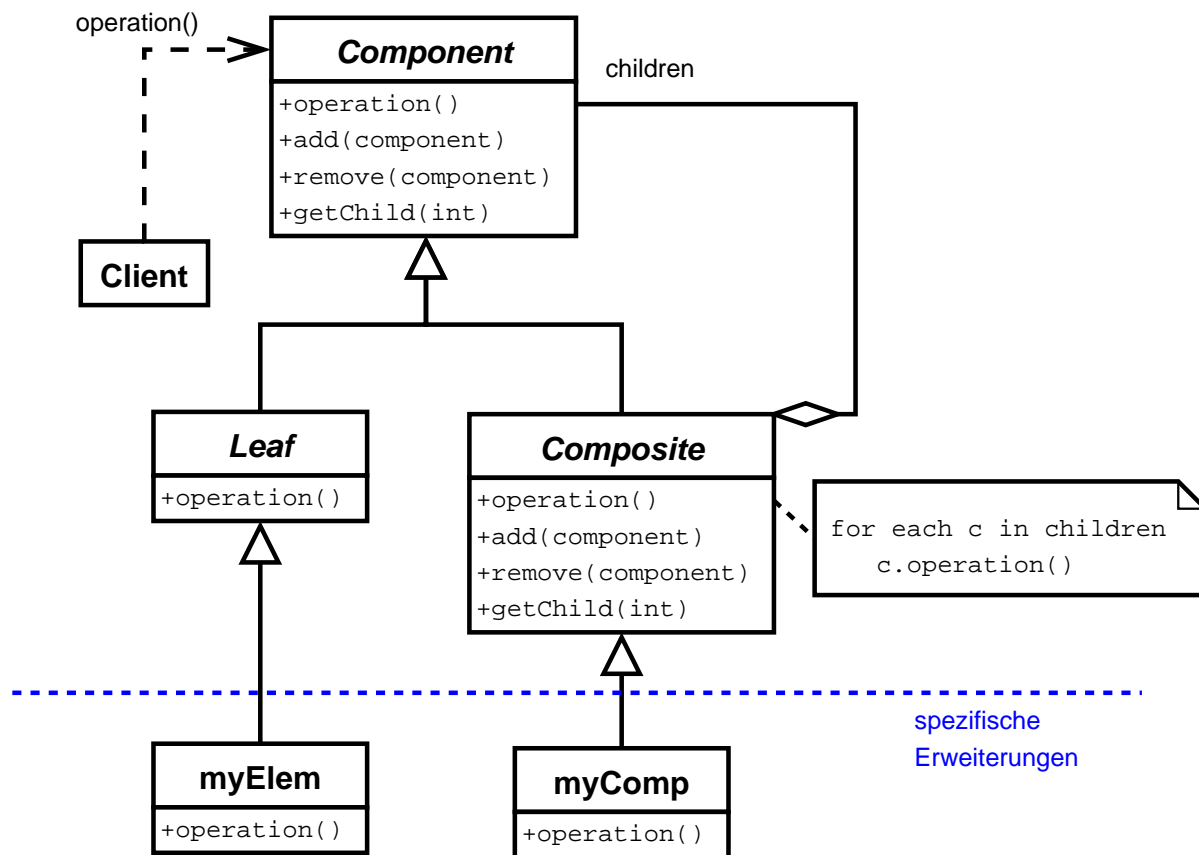 operation()
Component
children
+operation()
+add(component)
+remove(component)
+getChild(int)
Client
Leaf
+operation()
Composite
+operation()
+add(component)
+remove(component)
+getChild(int)
for each c in children
c.operation()
spezifische
Erweiterungen
myElem
+operation()
myComp
+operation()